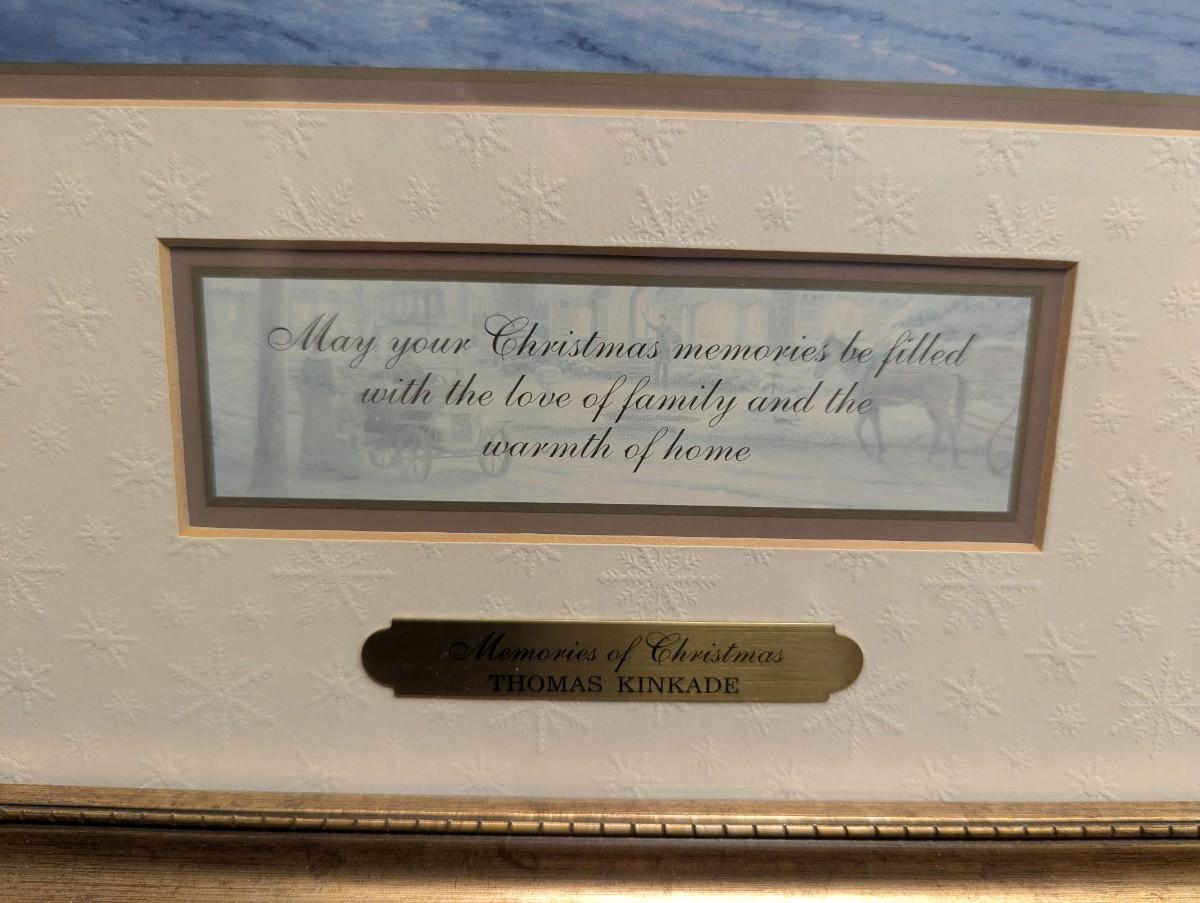 May your Christmas memories be filled
with the love of family and the
warmth of home
Memories of Christmas
THOMAS KINKADE